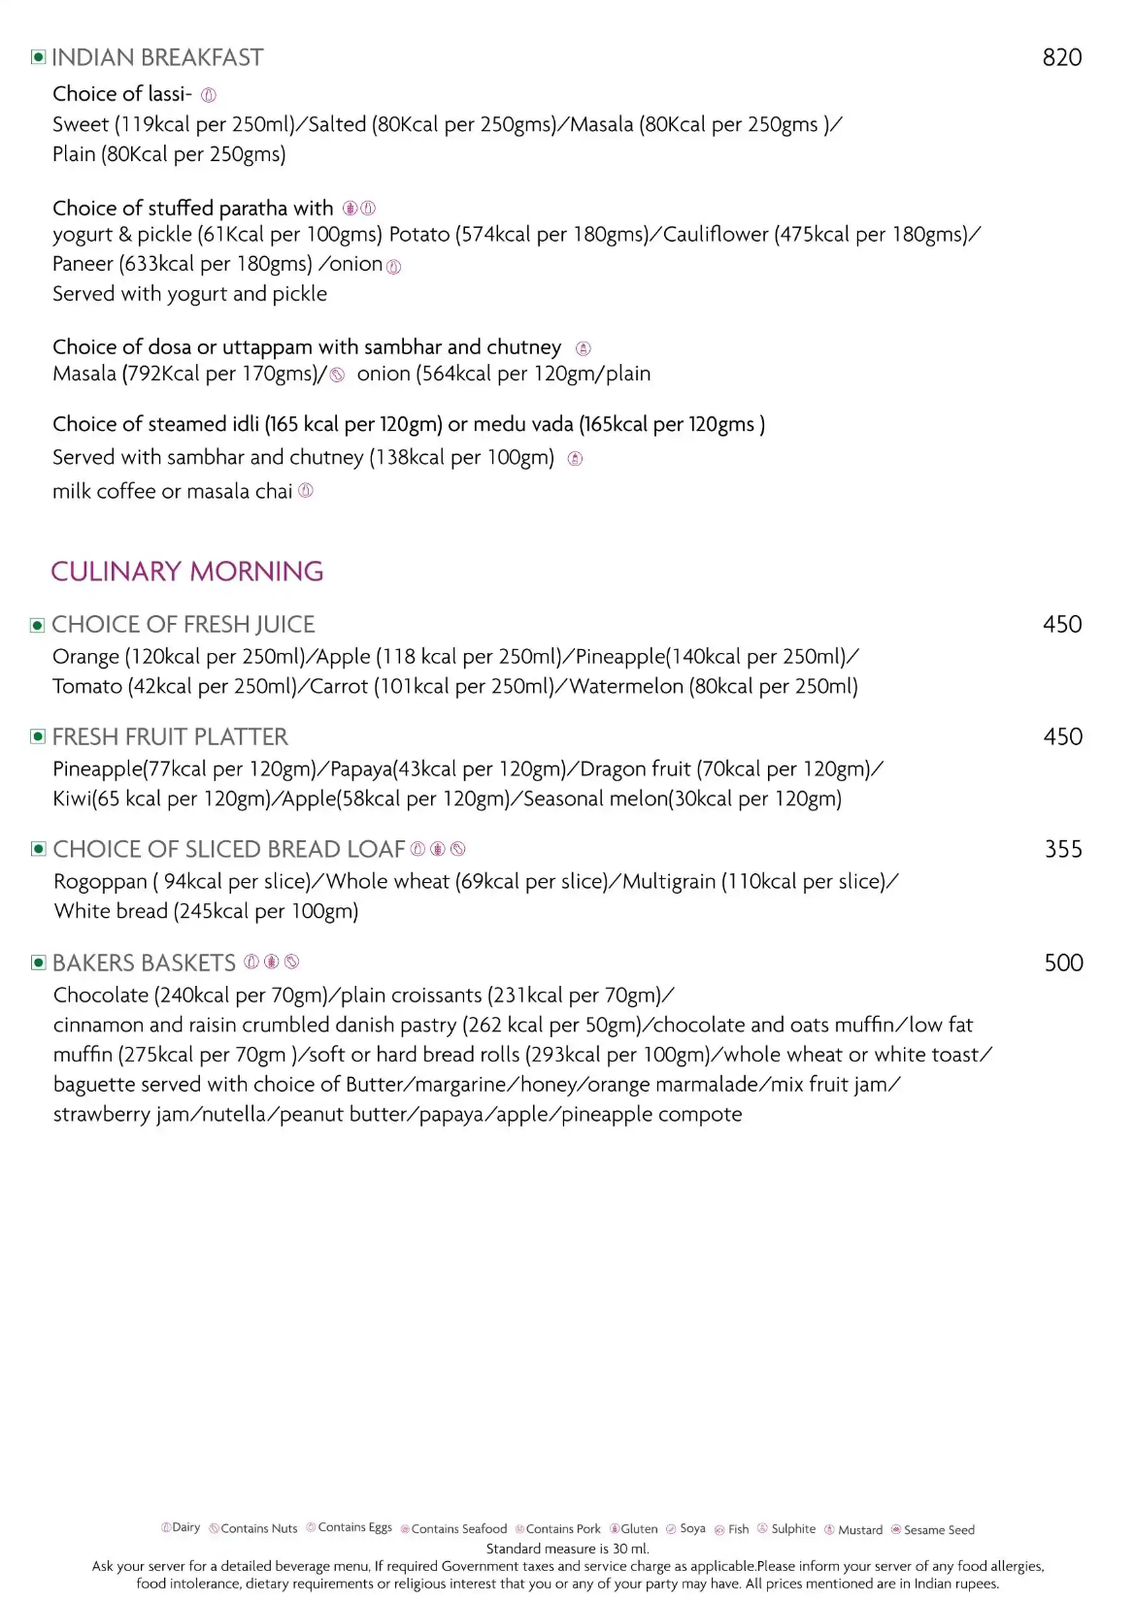 INDIAN BREAKFAST 820
Choice of lassi-
Sweet (119kcal per 250ml)/Salted (80Kcal per 250gms)/Masala (80Kcal per 250gms )/
Plain (80Kcal per 250gms)
Choice of stuffed paratha with
yogurt & pickle (61Kcal per 100gms) Potato (574kcal per 180gms)/Cauliflower (475kcal per 180gms)/
Paneer (633kcal per 180gms) /onion
Served with yogurt and pickle
Choice of dosa or uttappam with sambhar and chutney
Masala (792Kcal per 170gms)/ onion (564kcal per 120gm/plain
Choice of steamed idli (165 kcal per 120gm) or medu vada (165kcal per 120gms )
Served with sambhar and chutney (138kcal per 100gm)
milk coffee or masala chai
CULINARY MORNING
CHOICE OF FRESH JUICE 450
Orange (120kcal per 250ml)/Apple (118 kcal per 250ml)/Pineapple(140kcal per 250ml)/
Tomato (42kcal per 250ml)/Carrot (101kcal per 250ml)/Watermelon (80kcal per 250ml)
FRESH FRUIT PLATTER 450
Pineapple(77kcal per 120gm)/Papaya(43kcal per 120gm)/Dragon fruit (70kcal per 120gm)/
Kiwi(65 kcal per 120gm)/Apple(58kcal per 120gm)/Seasonal melon(30kcal per 120gm)
CHOICE OF SLICED BREAD LOAF 355
Rogoppan ( 94kcal per slice)/Whole wheat (69kcal per slice)/Multigrain (110kcal per slice)/
White bread (245kcal per 100gm)
BAKERS BASKETS 500
Chocolate (240kcal per 70gm)/plain croissants (231kcal per 70gm)/
cinnamon and raisin crumbled danish pastry (262 kcal per 50gm)/chocolate and oats muffin/low fat
muffin (275kcal per 70gm )/soft or hard bread rolls (293kcal per 100gm)/whole wheat or white toast/
baguette served with choice of Butter/margarine/honey/orange marmalade/mix fruit jam/
strawberry jam/nutella/peanut butter/papaya/apple/pineapple compote
Dairy Contains Nuts Contains Eggs Contains Seafood Contains Pork Gluten Soya Fish Sulphite Mustard Sesame Seed
Standard measure is 30 ml.
Ask your server for a detailed beverage menu, If required Government taxes and service charge as applicable.Please inform your server of any food allergies,
food intolerance, dietary requirements or religious interest that you or any of your party may have. All prices mentioned are in Indian rupees.